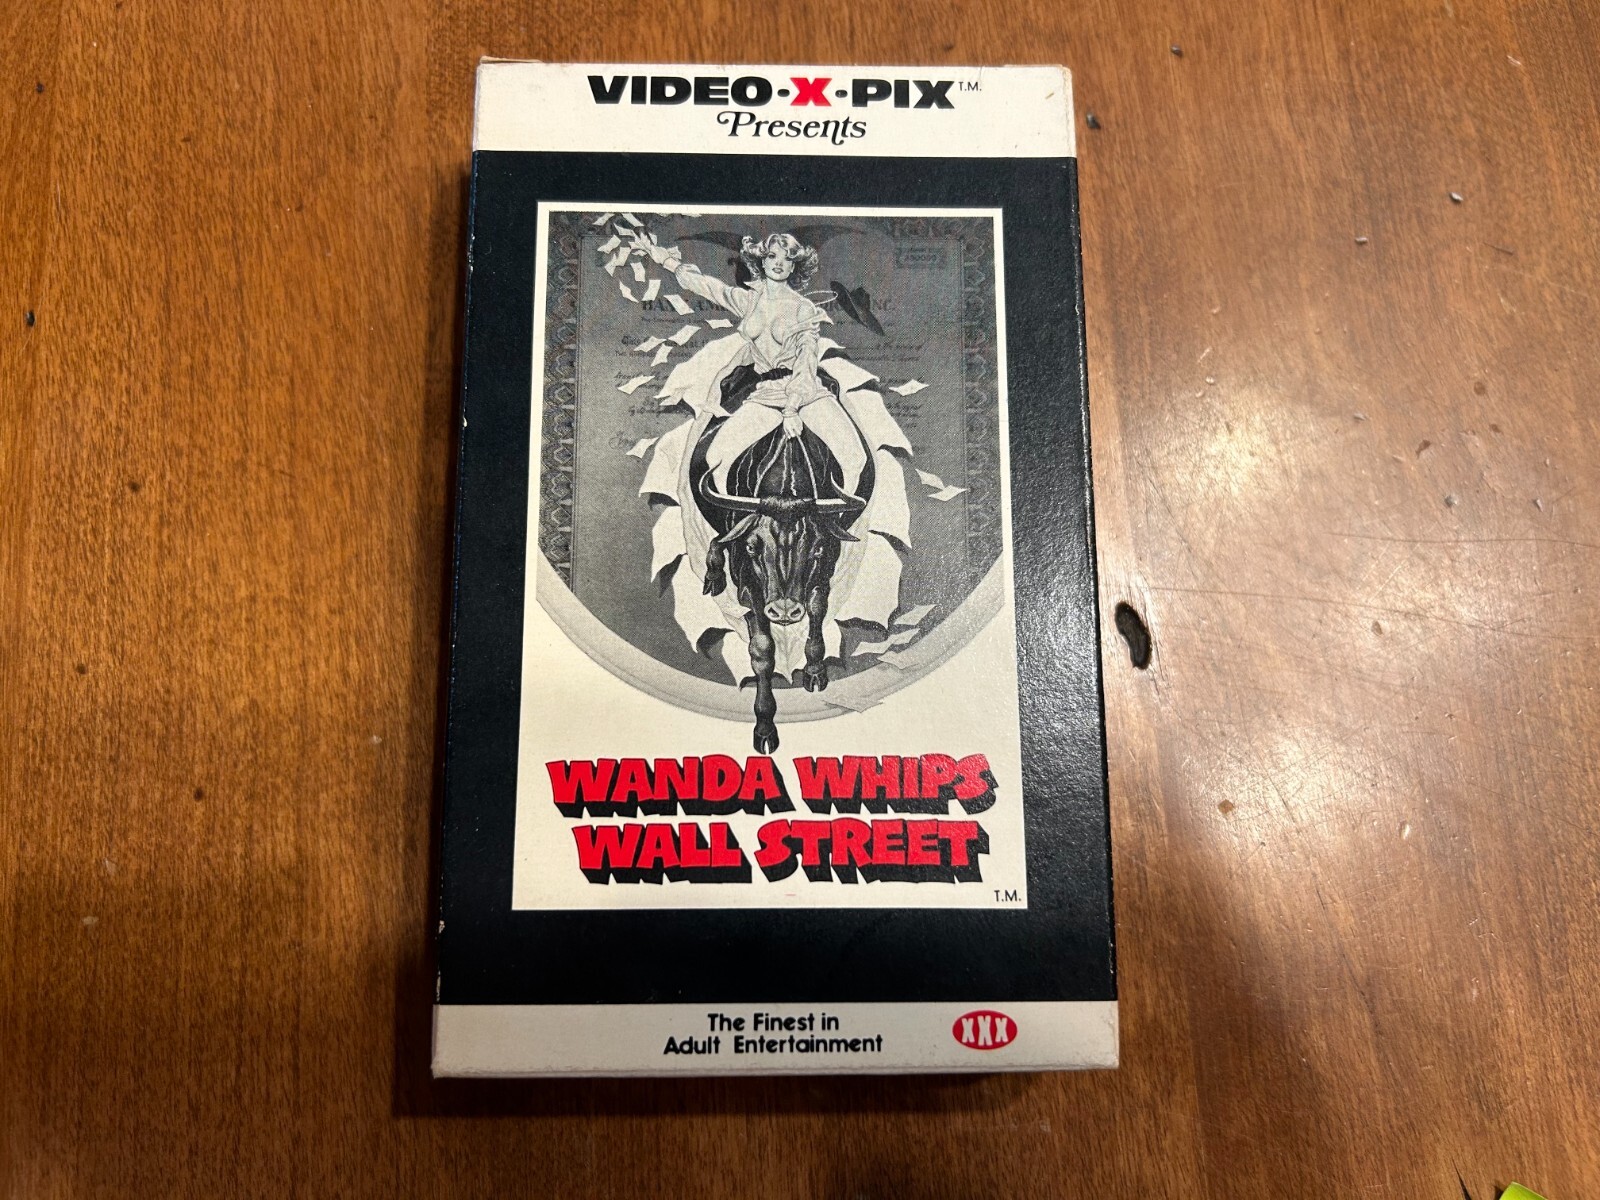 VIDEO·X·PIX T.M.
Presents
WANDA WHIPS
WALL STREET
T.M.
The Finest in
Adult Entertainment
XXX